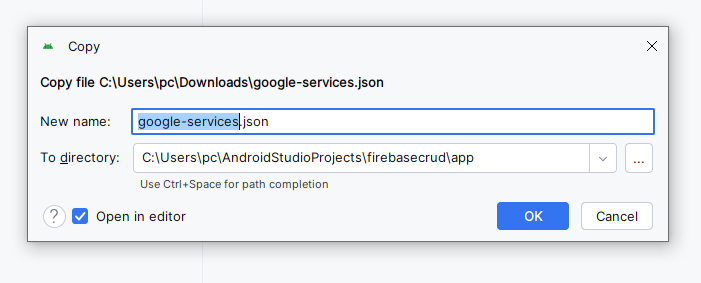 Copy
Copy file C:\Users\pc\Downloads\google-services.json
New name: google-services.json
To directory: C:\Users\pc\AndroidStudioProjects\firebasecrud\app ...
Use Ctrl+Space for path completion
? Open in editor OK Cancel